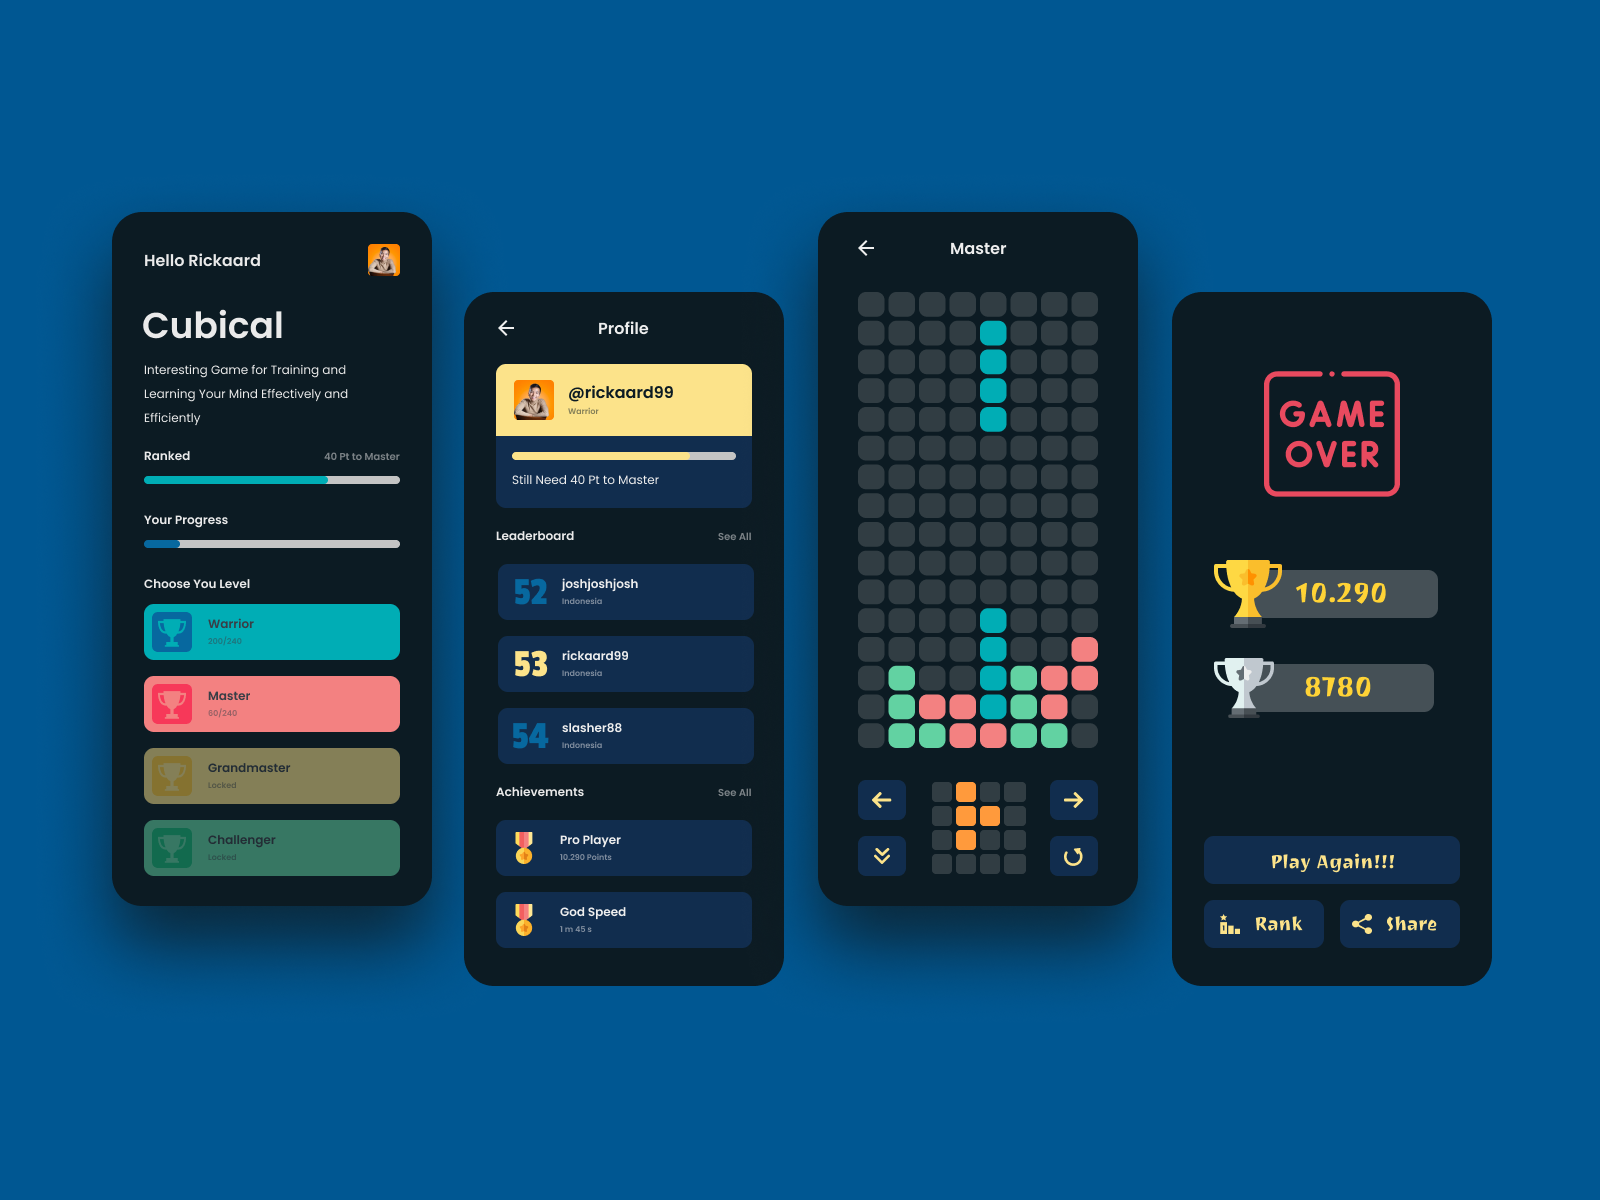 Hello Rickaard
Cubical
Interesting Game for Training and
Learning Your Mind Effectively and
Efficiently
Ranked
40 Pt to Master
Your Progress
Choose You Level
Warrior
200/240
Master
60/240
Grandmaster
Locked
Challenger
Locked
Profile
@rickaard99
Warrior
Still Need 40 Pt to Master
Leaderboard
See All
52
joshjoshjosh
Indonesia
53
rickaard99
Indonesia
54
slasher88
Indonesia
Achievements
See All
Pro Player
10.290 Points
God Speed
1 m 45 s
Master
GAME
OVER
10.290
8780
Play Again!!!
Rank
Share